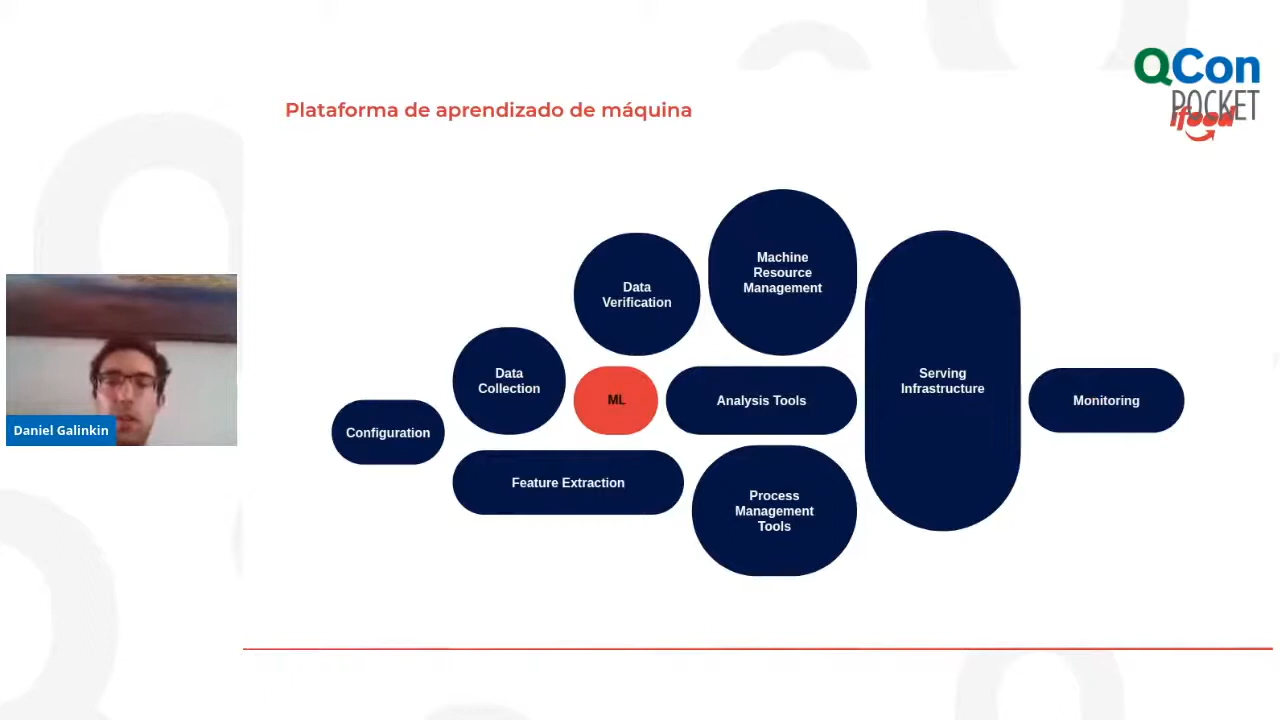 QCon
POCKET
ifood
Plataforma de aprendizado de máquina
Machine
Resource
Management
Data
Verification
Data
Collection
ML
Analysis Tools
Serving
Infrastructure
Monitoring
Configuration
Feature Extraction
Process
Management
Tools
Daniel Galinkin